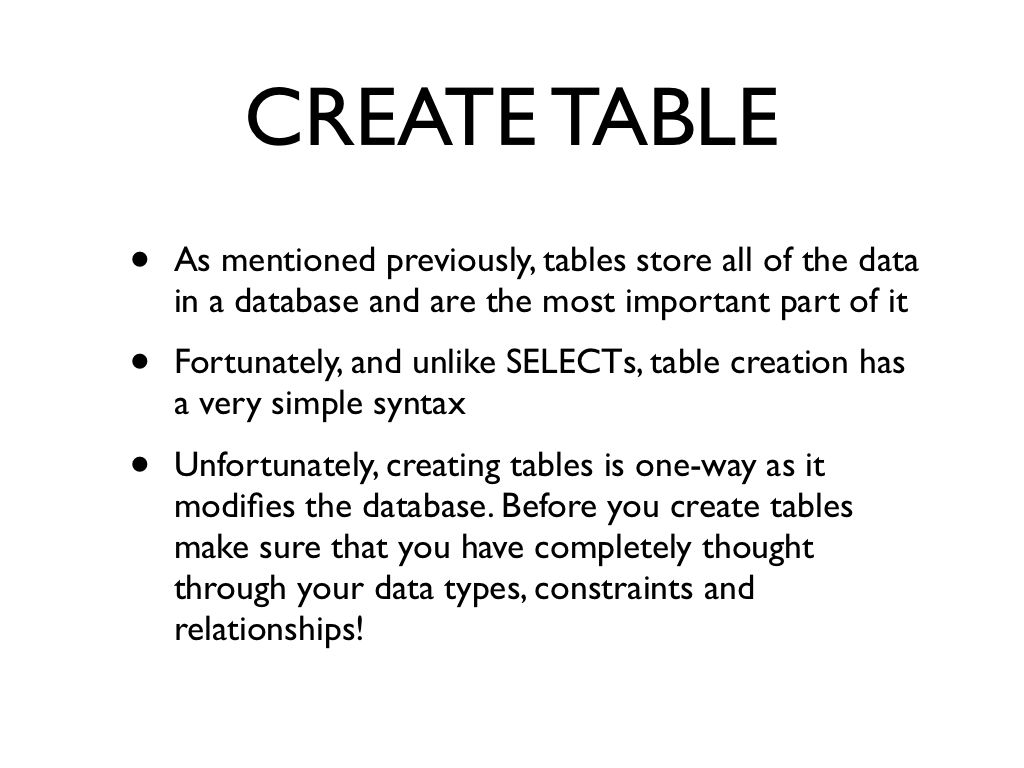 CREATE TABLE
• As mentioned previously, tables store all of the data
in a database and are the most important part of it
• Fortunately, and unlike SELECTs, table creation has
a very simple syntax
• Unfortunately, creating tables is one-way as it
modifies the database. Before you create tables
make sure that you have completely thought
through your data types, constraints and
relationships!